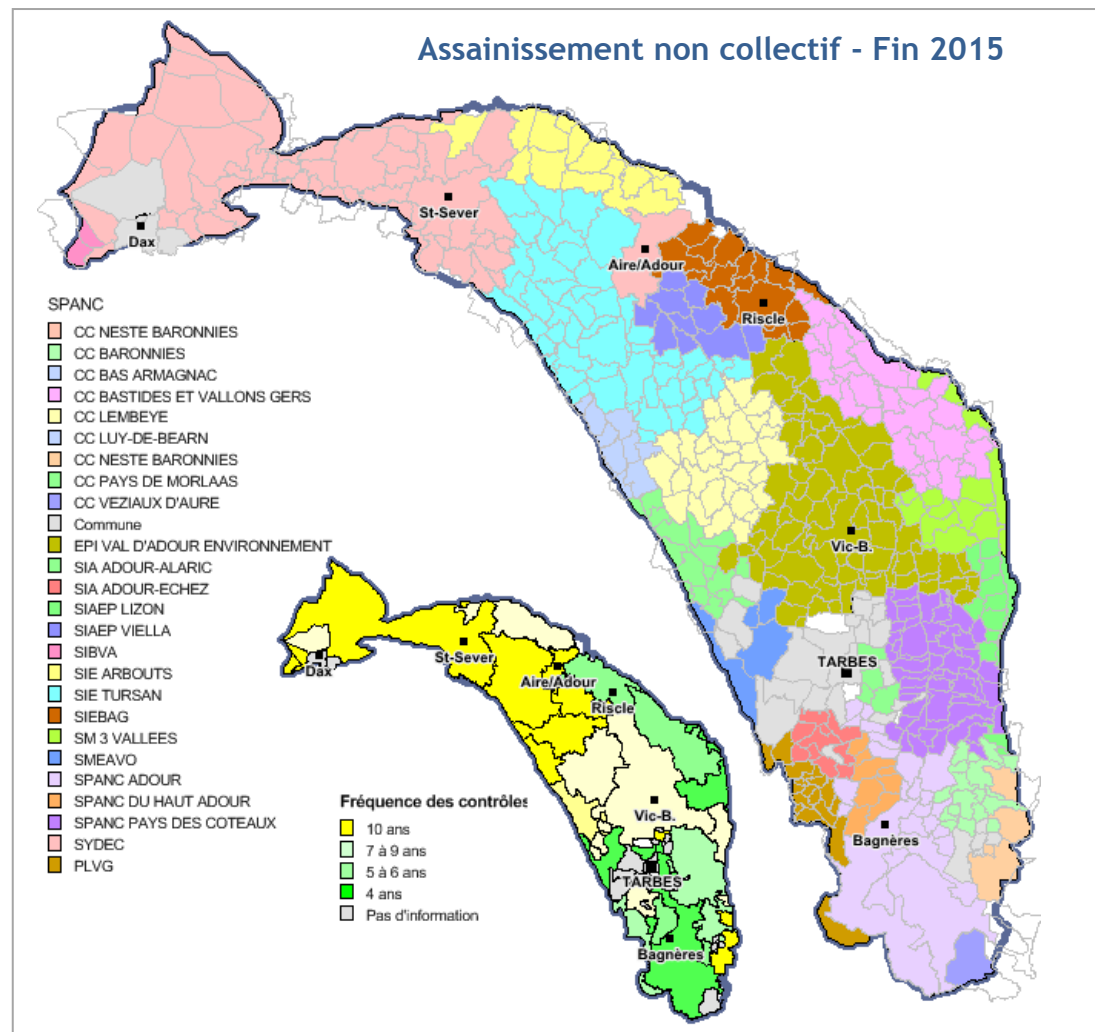 Assainissement non collectif - Fin 2015
St-Sever
Dax
Aire/Adour
Riscle
Vic-B.
TARBES
Bagnères
SPANC
CC NESTE BARONNIES
CC BARONNIES
CC BAS ARMAGNAC
CC BASTIDES ET VALLONS GERS
CC LEMBEYE
CC LUY-DE-BEARN
CC NESTE BARONNIES
CC PAYS DE MORLAAS
CC VEZIAUX D'AURE
Commune
EPI VAL D'ADOUR ENVIRONNEMENT
SIA ADOUR-ALARIC
SIA ADOUR-ECHEZ
SIAEP LIZON
SIAEP VIELLA
SIBVA
SIE ARBOUTS
SIE TURSAN
SIEBAG
SM 3 VALLEES
SMEAVO
SPANC ADOUR
SPANC DU HAUT ADOUR
SPANC PAYS DES COTEAUX
SYDEC
PLVG
St-Sever
Dax
Aire/Adour
Riscle
Vic-B.
TARBES
Bagnères
Fréquence des contrôles
10 ans
7 à 9 ans
5 à 6 ans
4 ans
Pas d'information